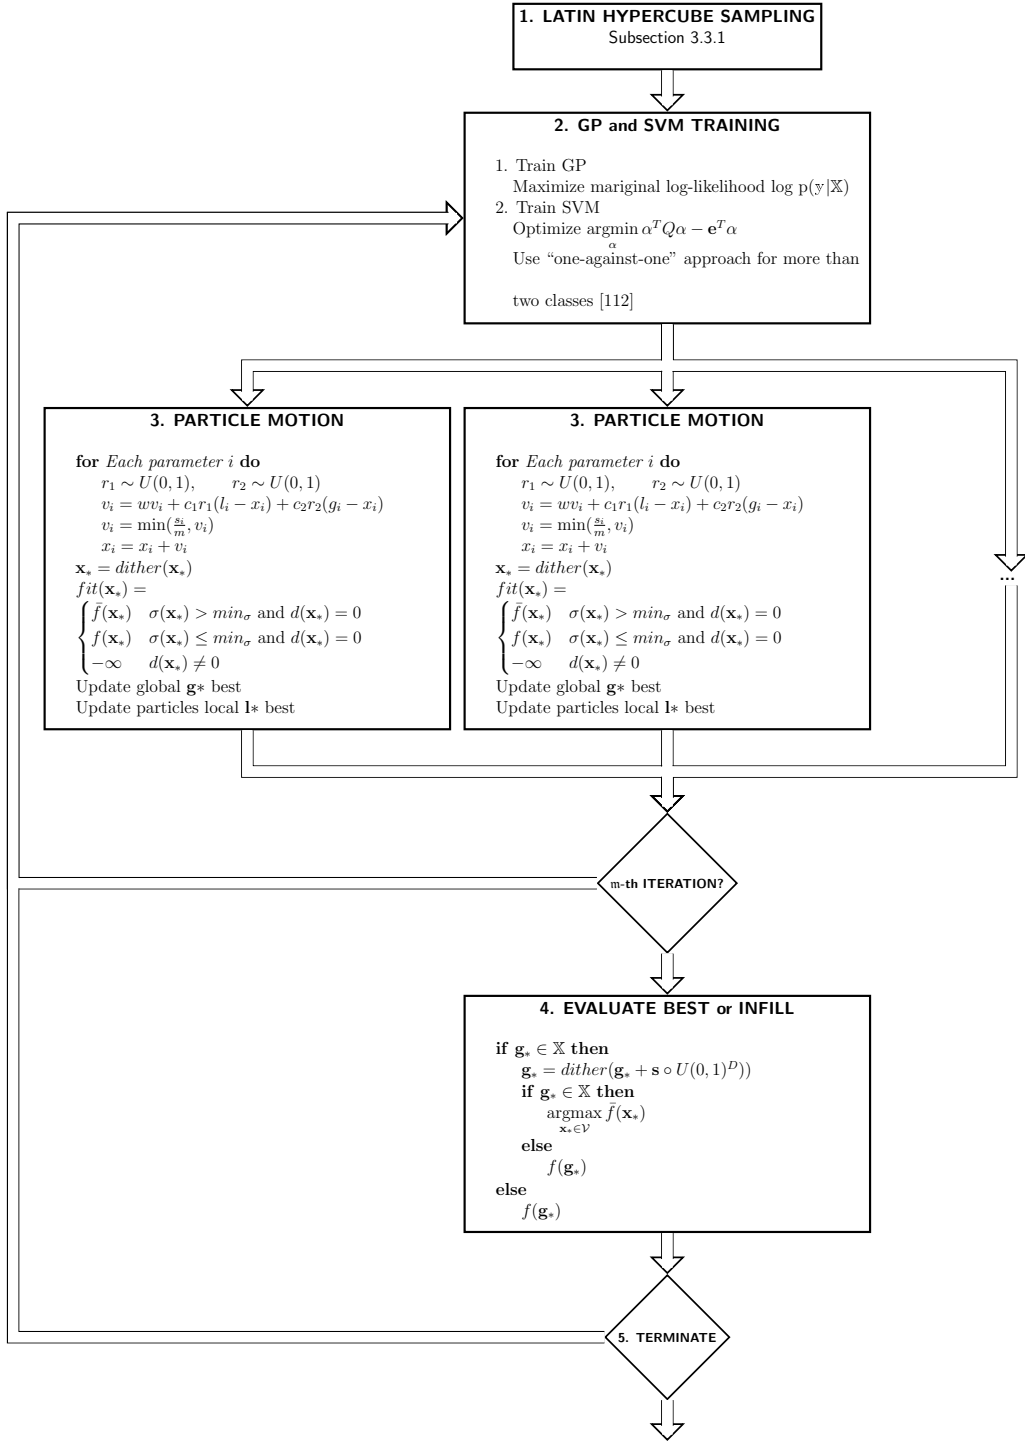 1. LATIN HYPERCUBE SAMPLING
Subsection 3.3.1
2. GP and SVM TRAINING
1. Train GP
Maximize mariginal log-likelihood log p(𝕪|𝕏)
2. Train SVM
Optimize argmin α^T Qα − e^T α
α
Use “one-against-one” approach for more than
two classes [112]
3. PARTICLE MOTION
for Each parameter i do
r₁ ∼ U(0, 1), r₂ ∼ U(0, 1)
vᵢ = wvᵢ + c₁r₁(lᵢ − xᵢ) + c₂r₂(gᵢ − xᵢ)
vᵢ = min(sᵢ/m, vᵢ)
xᵢ = xᵢ + vᵢ
x∗ = dither(x∗)
fit(x∗) =
f̄(x∗) σ(x∗) > min_σ and d(x∗) = 0
f(x∗) σ(x∗) ≤ min_σ and d(x∗) = 0
−∞ d(x∗) ≠ 0
Update global g∗ best
Update particles local l∗ best
3. PARTICLE MOTION
for Each parameter i do
r₁ ∼ U(0, 1), r₂ ∼ U(0, 1)
vᵢ = wvᵢ + c₁r₁(lᵢ − xᵢ) + c₂r₂(gᵢ − xᵢ)
vᵢ = min(sᵢ/m, vᵢ)
xᵢ = xᵢ + vᵢ
x∗ = dither(x∗)
fit(x∗) =
f̄(x∗) σ(x∗) > min_σ and d(x∗) = 0
f(x∗) σ(x∗) ≤ min_σ and d(x∗) = 0
−∞ d(x∗) ≠ 0
Update global g∗ best
Update particles local l∗ best
...
m-th ITERATION?
4. EVALUATE BEST or INFILL
if g∗ ∈ 𝕏 then
g∗ = dither(g∗ + s ∘ U(0, 1)^D))
if g∗ ∈ 𝕏 then
argmax f̄(x∗)
x∗∈𝒱
else
f(g∗)
else
f(g∗)
5. TERMINATE